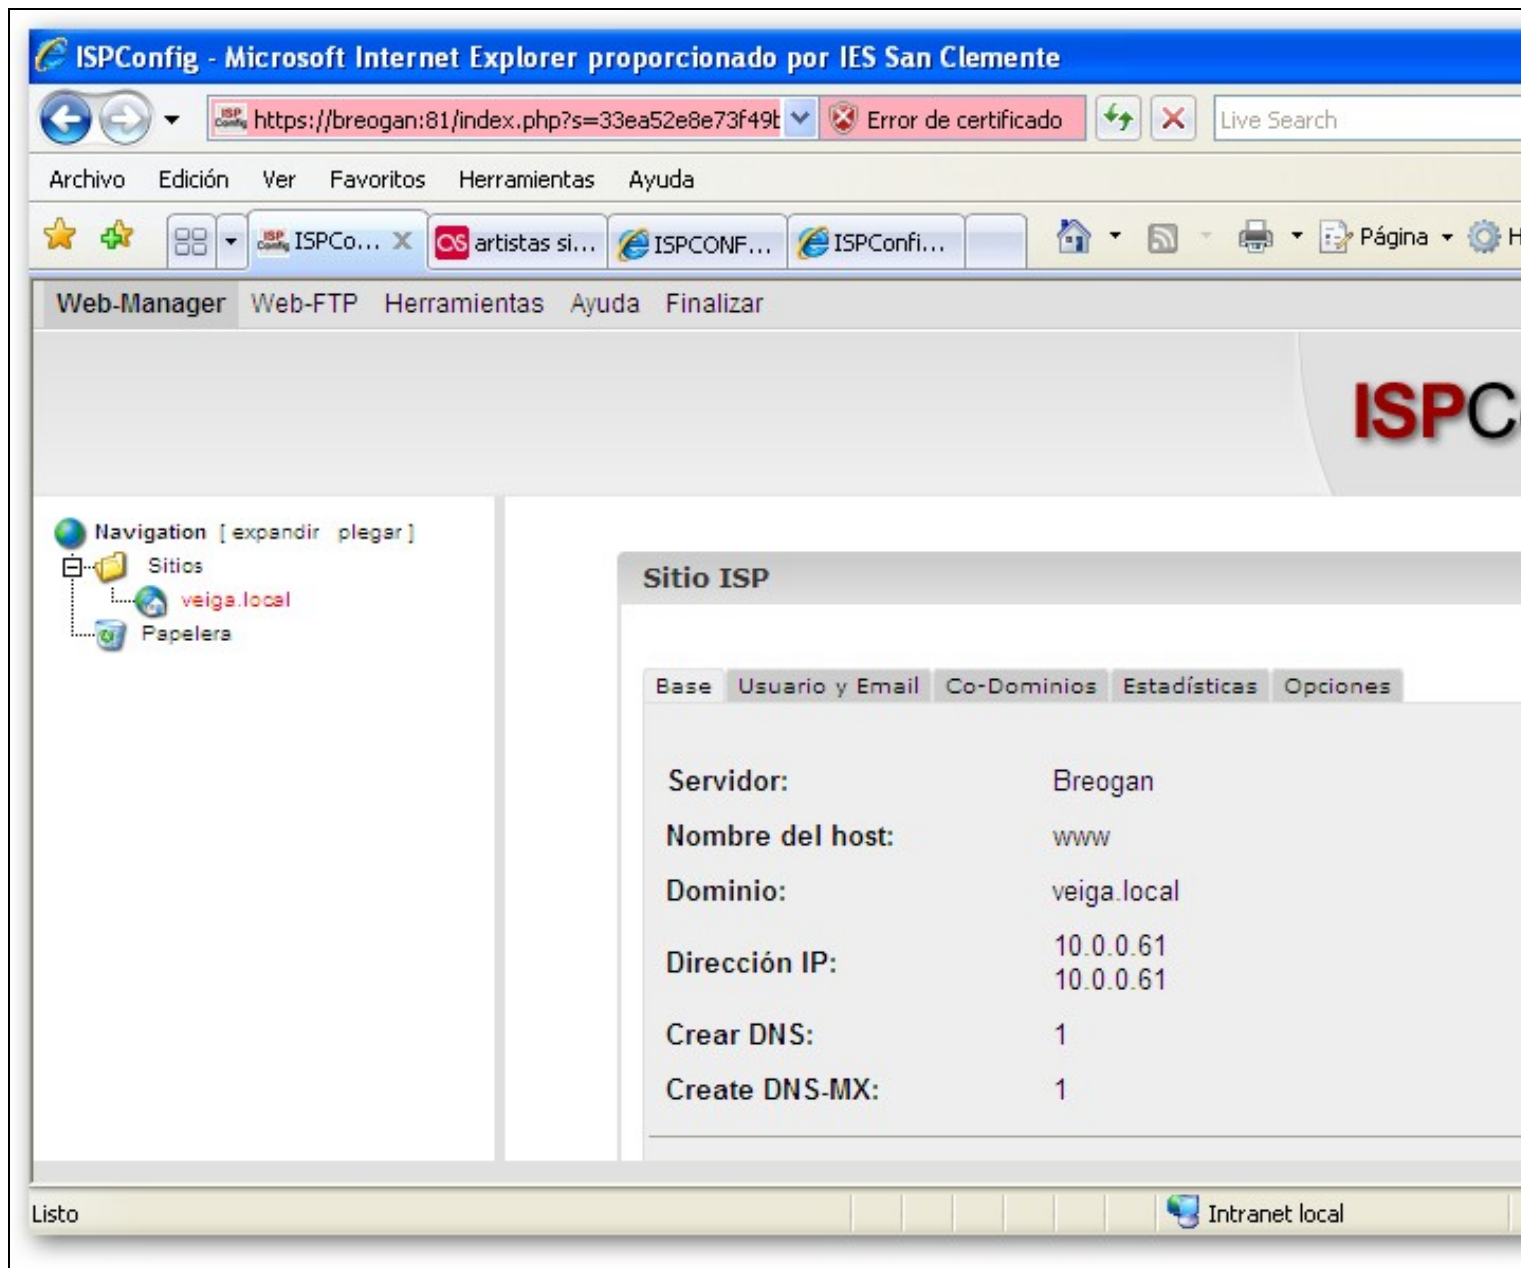 ISPConfig - Microsoft Internet Explorer proporcionado por IES San Clemente
https://breogan:81/index.php?s=33ea52e8e73f49b Error de certificado Live Search
Archivo Edición Ver Favoritos Herramientas Ayuda
ISPCo... artistas si... ISPCONF... ISPConfi... Página H
Web-Manager Web-FTP Herramientas Ayuda Finalizar
ISPCo
Navigation [ expandir plegar ]
Sitios
veiga.local
Papelera
Sitio ISP
Base Usuario y Email Co-Dominios Estadísticas Opciones
Servidor: Breogan
Nombre del host: www
Dominio: veiga.local
Dirección IP: 10.0.0.61
10.0.0.61
Crear DNS: 1
Create DNS-MX: 1
Listo Intranet local